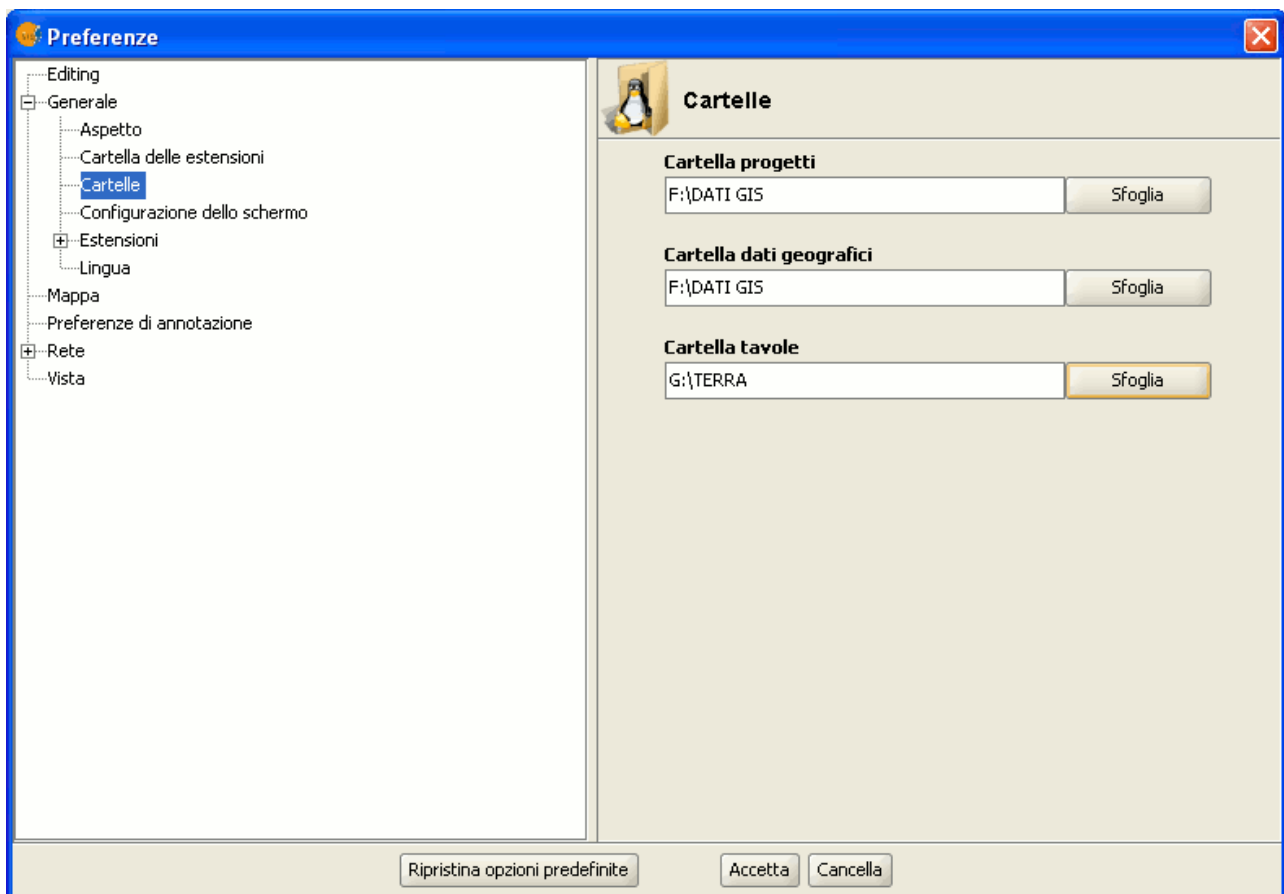 Preferenze
Editing
Generale
Aspetto
Cartella delle estensioni
Cartelle
Configurazione dello schermo
Estensioni
Lingua
Mappa
Preferenze di annotazione
Rete
Vista
Cartelle
Cartella progetti
F:\DATI GIS Sfoglia
Cartella dati geografici
F:\DATI GIS Sfoglia
Cartella tavole
G:\TERRA Sfoglia
Ripristina opzioni predefinite Accetta Cancella